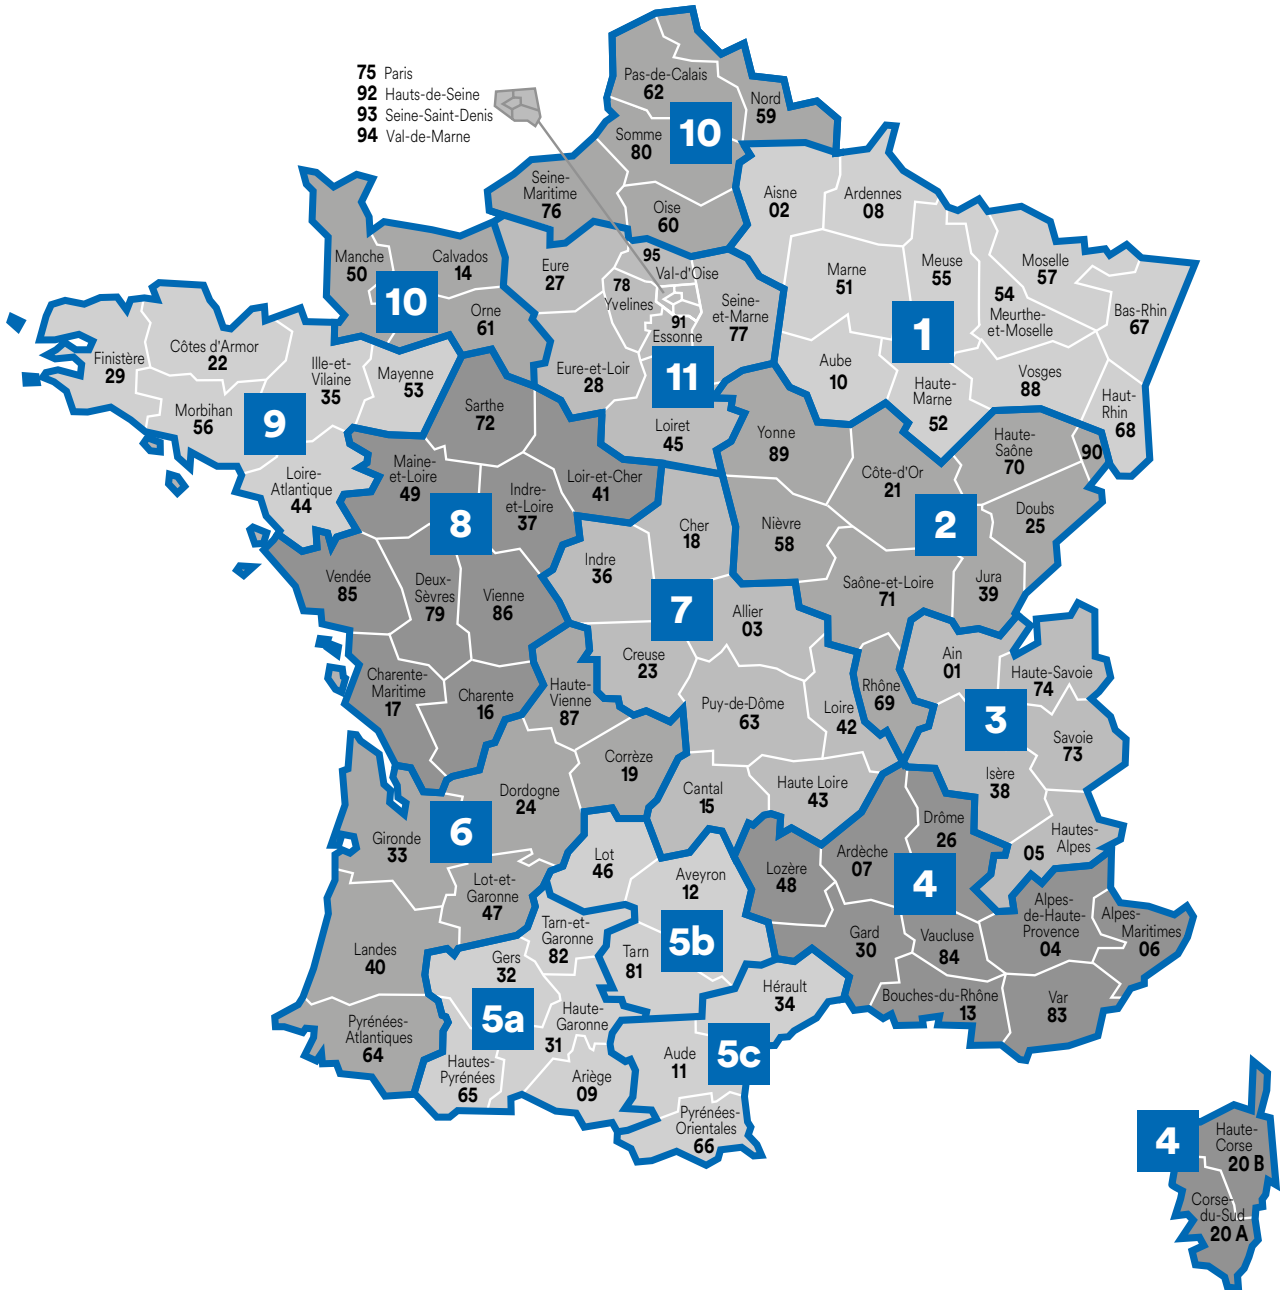 75 Paris
92 Hauts-de-Seine
93 Seine-Saint-Denis
94 Val-de-Marne
Pas-de-Calais
62
Nord
59
10
Somme
80
Seine-
Maritime
76
Oise
60
Aisne
02
Ardennes
08
Manche
50
Calvados
14
10
Orne
61
Eure
27
95
Val-d'Oise
78
Yvelines
91
Essonne
Seine-
et-Marne
77
Eure-et-Loir
28
11
Loiret
45
Marne
51
Meuse
55
Moselle
57
54
Meurthe-
et-Moselle
Bas-Rhin
67
1
Aube
10
Haute-
Marne
52
Vosges
88
Haut-
Rhin
68
Finistère
29
Côtes d'Armor
22
Ille-et-
Vilaine
35
Mayenne
53
Morbihan
56
9
Loire-
Atlantique
44
Sarthe
72
Maine-
et-Loire
49
Indre-
et-Loire
37
Loir-et-Cher
41
8
Vendée
85
Deux-
Sèvres
79
Vienne
86
Charente-
Maritime
17
Charente
16
Yonne
89
Côte-d'Or
21
Haute-
Saône
70
90
Nièvre
58
2
Doubs
25
Saône-et-Loire
71
Jura
39
Cher
18
Indre
36
7
Allier
03
Creuse
23
Puy-de-Dôme
63
Loire
42
Rhône
69
Cantal
15
Haute Loire
43
Ain
01
Haute-Savoie
74
3
Savoie
73
Isère
38
Hautes-
Alpes
05
Haute-
Vienne
87
Corrèze
19
Dordogne
24
6
Gironde
33
Lot-et-
Garonne
47
Landes
40
Pyrénées-
Atlantiques
64
Lot
46
Aveyron
12
5b
Tarn
81
Tarn-et-
Garonne
82
Gers
32
5a
Haute-
Garonne
31
Hautes-
Pyrénées
65
Ariège
09
Hérault
34
5c
Aude
11
Pyrénées-
Orientales
66
Drôme
26
Ardèche
07
Lozère
48
4
Gard
30
Vaucluse
84
Alpes-
de-Haute-
Provence
04
Alpes-
Maritimes
06
Bouches-du-Rhône
13
Var
83
4
Haute-
Corse
20 B
Corse-
du-Sud
20 A